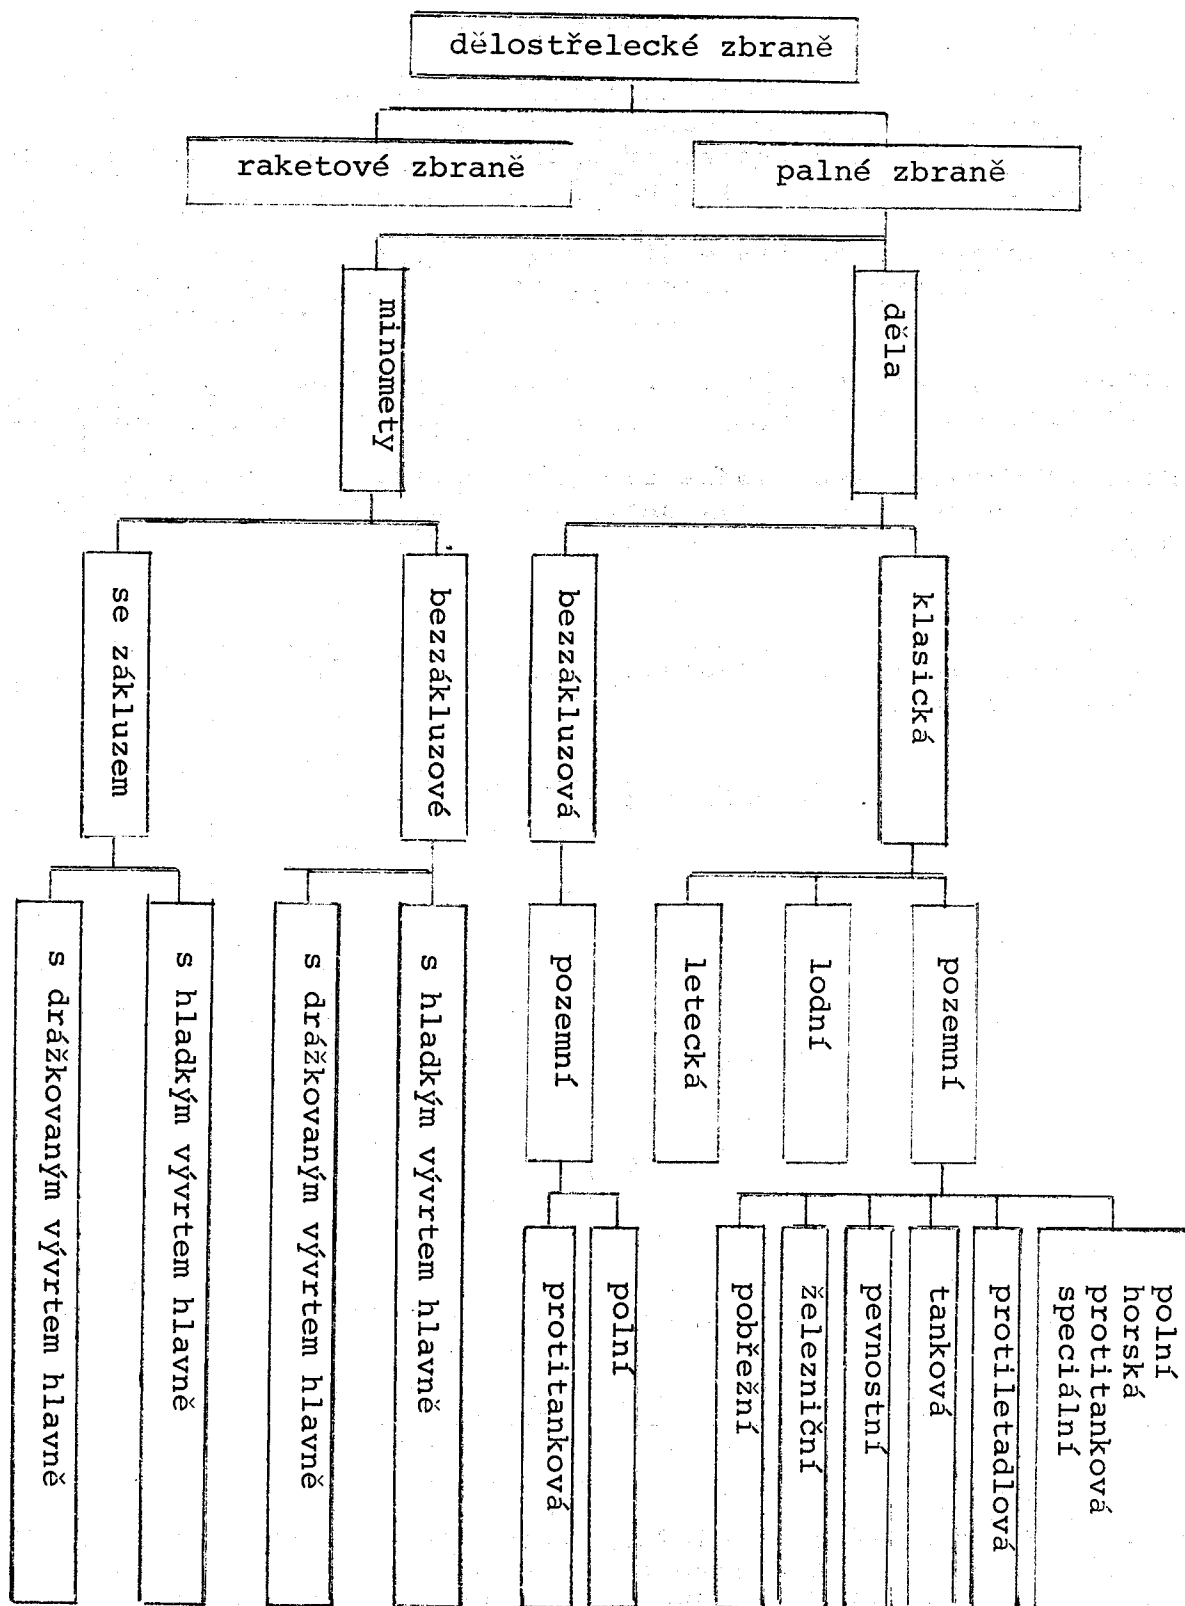 dělostřelecké zbraně
raketové zbraně
palné zbraně
minomety
děla
se zákluzem
bezzákluzové
bezzákluzová
klasická
s drážkovaným vývrtem hlavně
s hladkým vývrtem hlavně
s drážkovaným vývrtem hlavně
s hladkým vývrtem hlavně
pozemní
letecká
lodní
pozemní
protitanková
polní
pobřežní
železniční
pevnostní
tanková
protiletadlová
polní
horská
protitanková
speciální